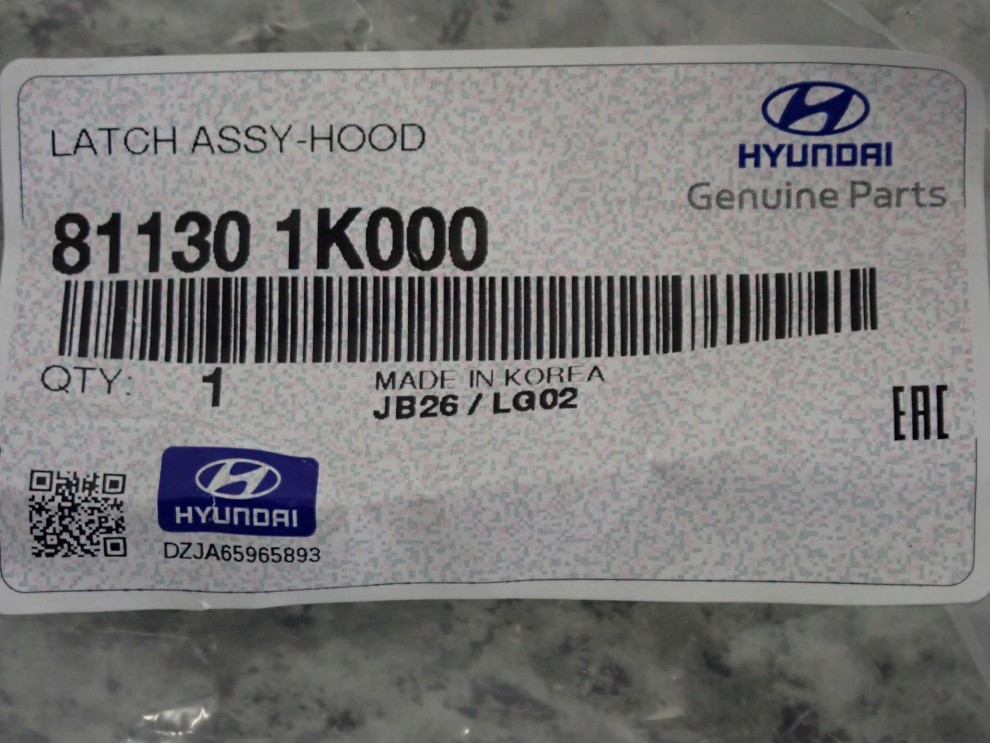 LATCH ASSY-HOOD
HYUNDAI
Genuine Parts
81130 1K000
QTY: 1
MADE IN KOREA
JB26 / LG02
EAC
HYUNDAI
DZJA65965893